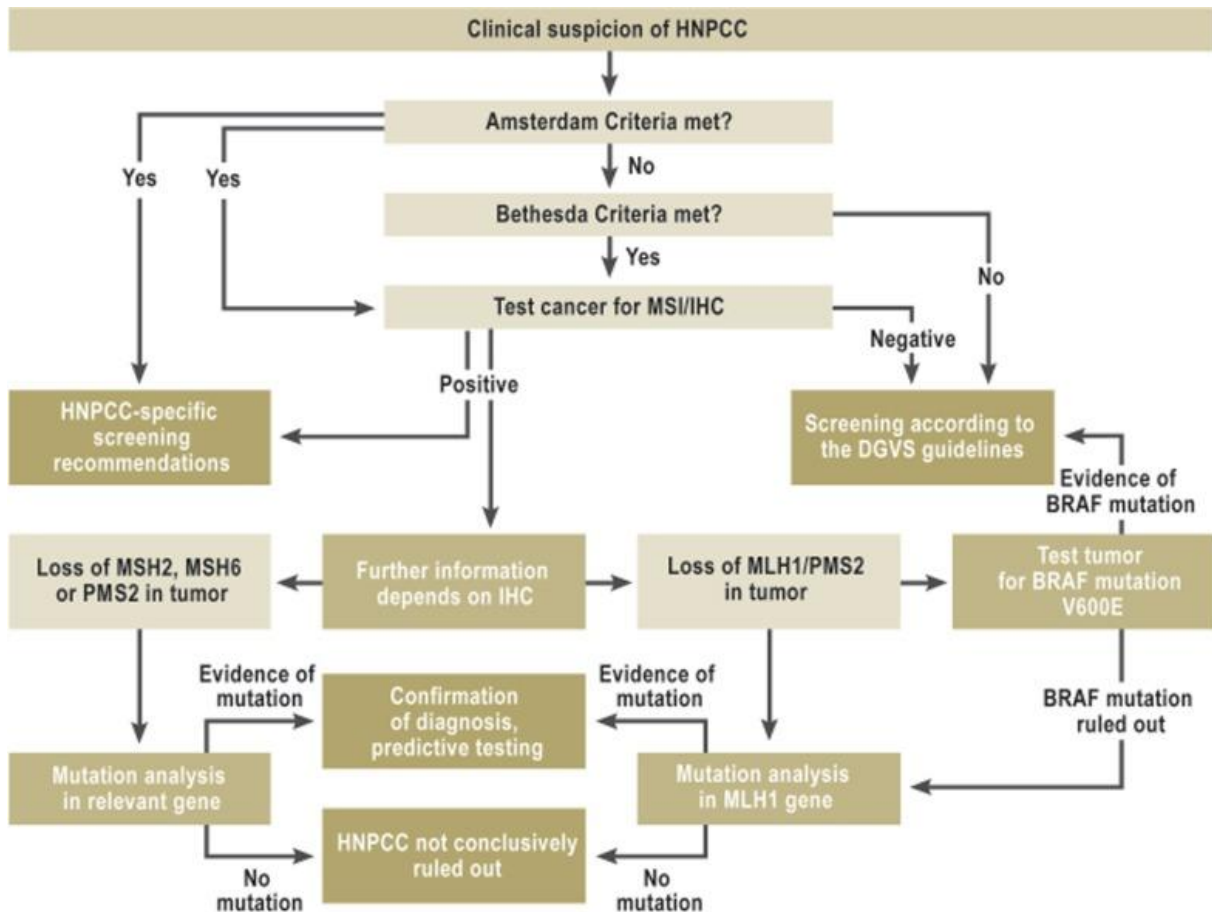 Clinical suspicion of HNPCC
Amsterdam Criteria met?
Yes
Yes
No
Bethesda Criteria met?
Yes
No
Test cancer for MSI/IHC
Negative
Positive
HNPCC-specific
screening
recommendations
Screening according to
the DGVS guidelines
Evidence of
BRAF mutation
Loss of MSH2, MSH6
or PMS2 in tumor
Further information
depends on IHC
Loss of MLH1/PMS2
in tumor
Test tumor
for BRAF mutation
V600E
Evidence of
mutation
Confirmation
of diagnosis,
predictive testing
Evidence of
mutation
BRAF mutation
ruled out
Mutation analysis
in relevant gene
Mutation analysis
in MLH1 gene
HNPCC not conclusively
ruled out
No
mutation
No
mutation